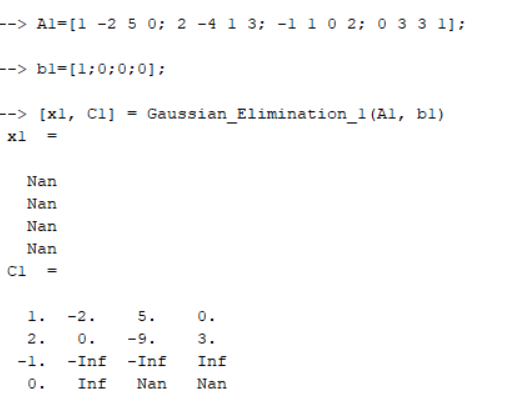 --> A1=[1 -2 5 0; 2 -4 1 3; -1 1 0 2; 0 3 3 1];
--> b1=[1;0;0;0];
--> [x1, C1] = Gaussian_Elimination_1(A1, b1)
x1  =
Nan
Nan
Nan
Nan
C1  =
1.  -2.   5.   0.
2.   0.  -9.   3.
-1.  -Inf  -Inf   Inf
0.   Inf   Nan   Nan